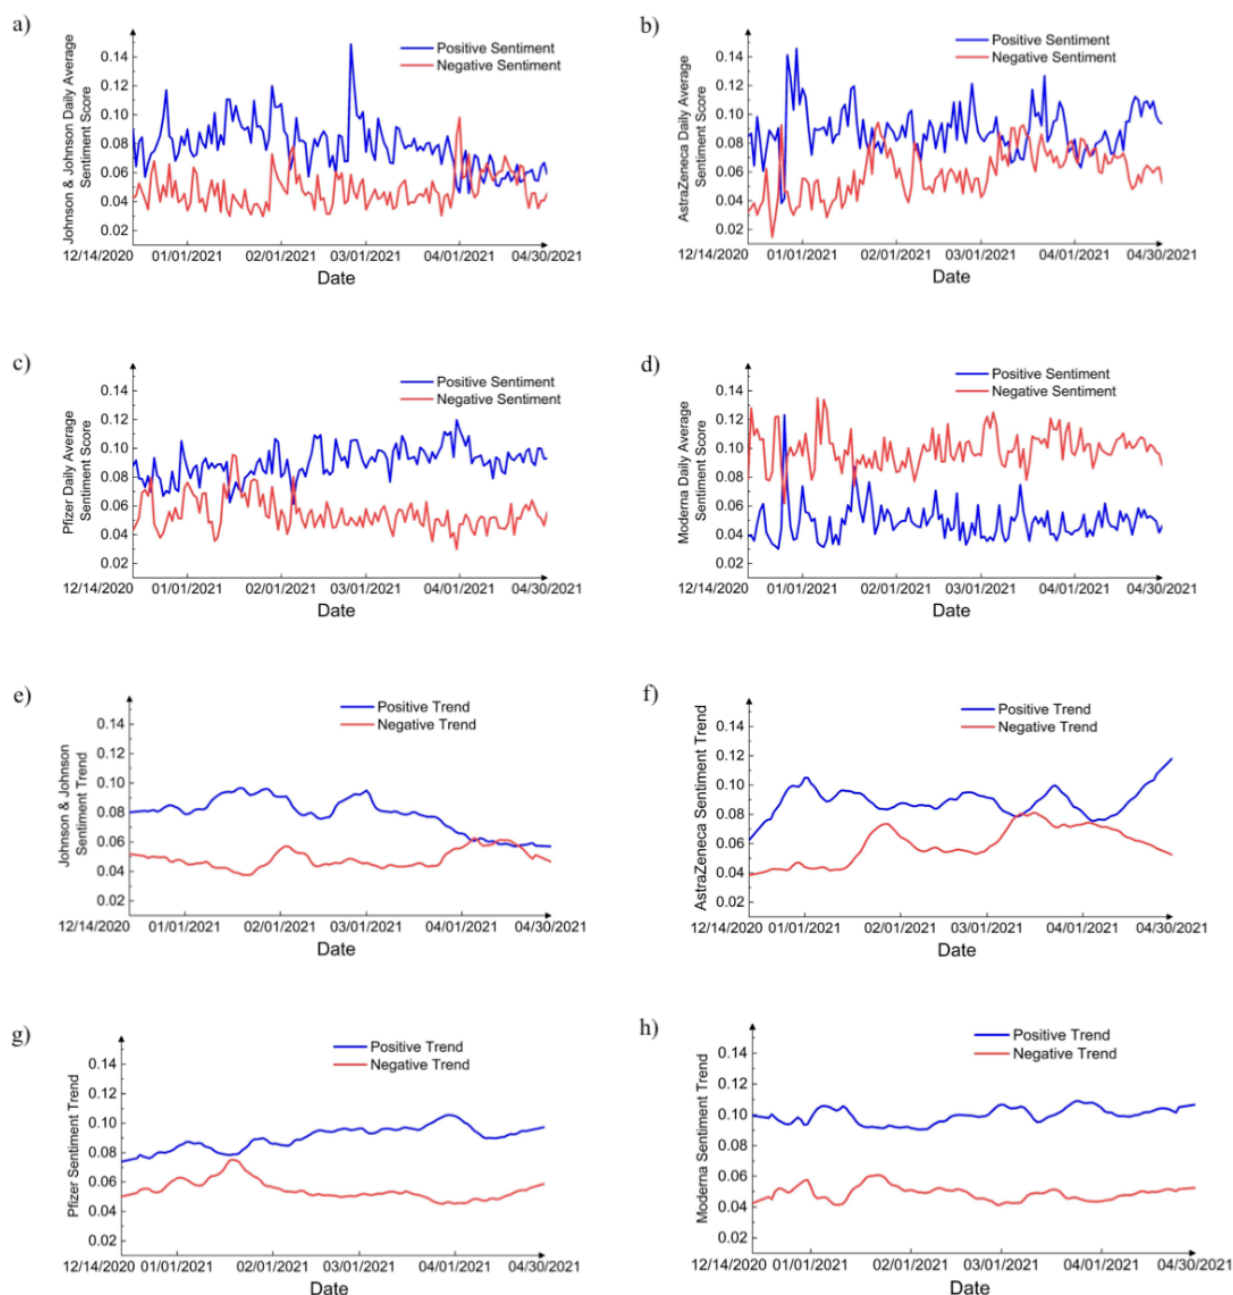 a)
Johnson & Johnson Daily Average
Sentiment Score
0.14
0.12
0.10
0.08
0.06
0.04
0.02
Positive Sentiment
Negative Sentiment
12/14/2020 01/01/2021 02/01/2021 03/01/2021 04/01/2021 04/30/2021
Date
b)
AstraZeneca Daily Average
Sentiment Score
0.14
0.12
0.10
0.08
0.06
0.04
0.02
Positive Sentiment
Negative Sentiment
12/14/2020 01/01/2021 02/01/2021 03/01/2021 04/01/2021 04/30/2021
Date
c)
Pfizer Daily Average
Sentiment Score
0.14
0.12
0.10
0.08
0.06
0.04
0.02
Positive Sentiment
Negative Sentiment
12/14/2020 01/01/2021 02/01/2021 03/01/2021 04/01/2021 04/30/2021
Date
d)
Moderna Daily Average
Sentiment Score
0.14
0.12
0.10
0.08
0.06
0.04
0.02
Positive Sentiment
Negative Sentiment
12/14/2020 01/01/2021 02/01/2021 03/01/2021 04/01/2021 04/30/2021
Date
e)
Johnson & Johnson
Sentiment Trend
0.14
0.12
0.10
0.08
0.06
0.04
0.02
Positive Trend
Negative Trend
12/14/2020 01/01/2021 02/01/2021 03/01/2021 04/01/2021 04/30/2021
Date
f)
AstraZeneca Sentiment Trend
0.14
0.12
0.10
0.08
0.06
0.04
0.02
Positive Trend
Negative Trend
12/14/2020 01/01/2021 02/01/2021 03/01/2021 04/01/2021 04/30/2021
Date
g)
Pfizer Sentiment Trend
0.14
0.12
0.10
0.08
0.06
0.04
0.02
Positive Trend
Negative Trend
12/14/2020 01/01/2021 02/01/2021 03/01/2021 04/01/2021 04/30/2021
Date
h)
Moderna Sentiment Trend
0.14
0.12
0.10
0.08
0.06
0.04
0.02
Positive Trend
Negative Trend
12/14/2020 01/01/2021 02/01/2021 03/01/2021 04/01/2021 04/30/2021
Date